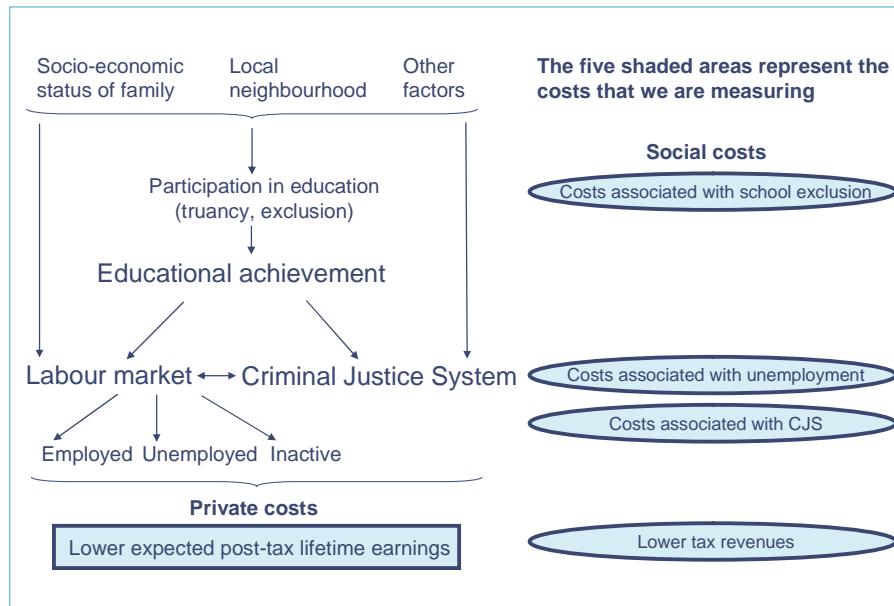 Socio-economic
status of family
Local
neighbourhood
Other
factors
The five shaded areas represent the
costs that we are measuring
Social costs
Participation in education
(truancy, exclusion)
Costs associated with school exclusion
Educational achievement
Labour market
Criminal Justice System
Costs associated with unemployment
Costs associated with CJS
Employed
Unemployed
Inactive
Private costs
Lower expected post-tax lifetime earnings
Lower tax revenues